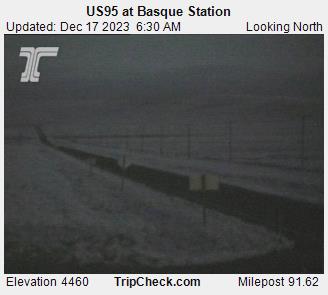 US95 at Basque Station
Updated: Dec 17 2023 6:30 AM Looking North
Elevation 4460 TripCheck.com Milepost 91.62